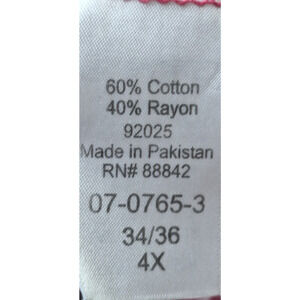 60% Cotton
40% Rayon
92025
Made in Pakistan
RN# 88842
07-0765-3
34/36
4X